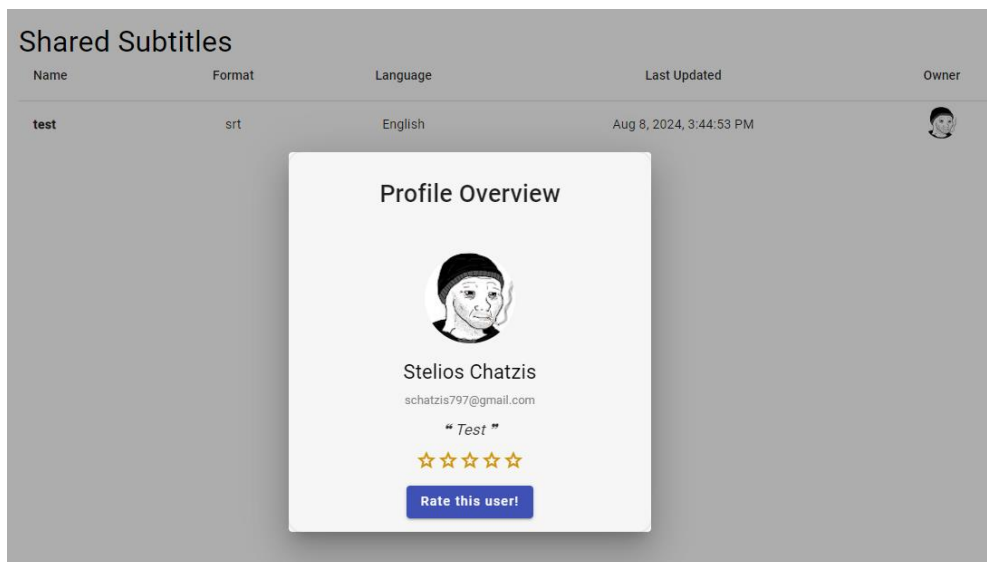 Shared Subtitles
Name Format Language Last Updated Owner
test srt English Aug 8, 2024, 3:44:53 PM
Profile Overview
Stelios Chatzis
schatzis797@gmail.com
❝ Test ❞
Rate this user!